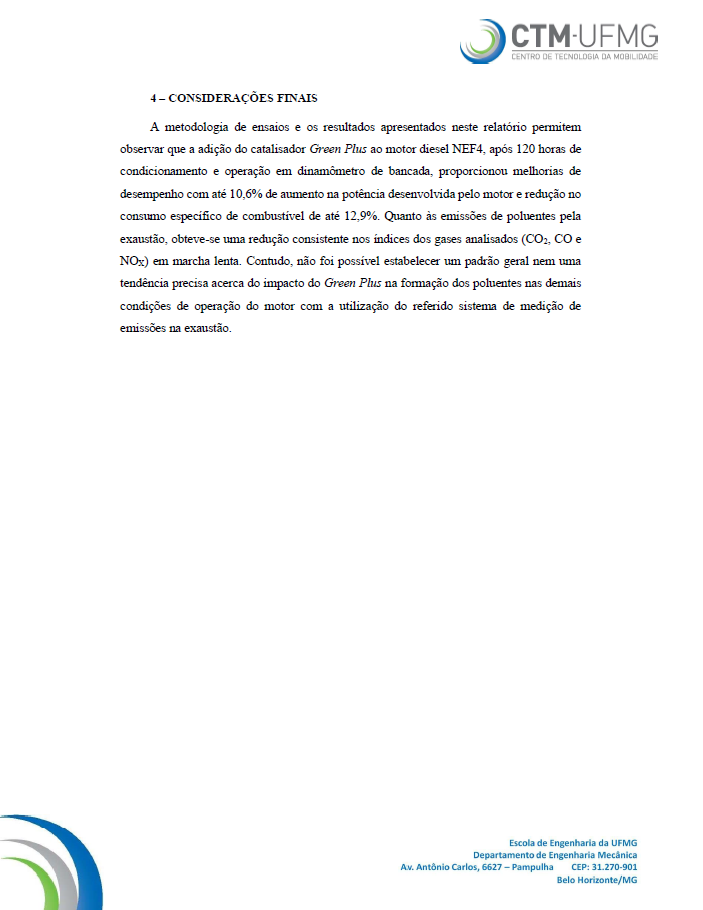 CTM·UFMG
CENTRO DE TECNOLOGIA DA MOBILIDADE
4 – CONSIDERAÇÕES FINAIS
A metodologia de ensaios e os resultados apresentados neste relatório permitem
observar que a adição do catalisador Green Plus ao motor diesel NEF4, após 120 horas de
condicionamento e operação em dinamômetro de bancada, proporcionou melhorias de
desempenho com até 10,6% de aumento na potência desenvolvida pelo motor e redução no
consumo específico de combustível de até 12,9%. Quanto às emissões de poluentes pela
exaustão, obteve-se uma redução consistente nos índices dos gases analisados (CO₂, CO e
NOX) em marcha lenta. Contudo, não foi possível estabelecer um padrão geral nem uma
tendência precisa acerca do impacto do Green Plus na formação dos poluentes nas demais
condições de operação do motor com a utilização do referido sistema de medição de
emissões na exaustão.
Escola de Engenharia da UFMG
Departamento de Engenharia Mecânica
Av. Antônio Carlos, 6627 – Pampulha CEP: 31.270-901
Belo Horizonte/MG